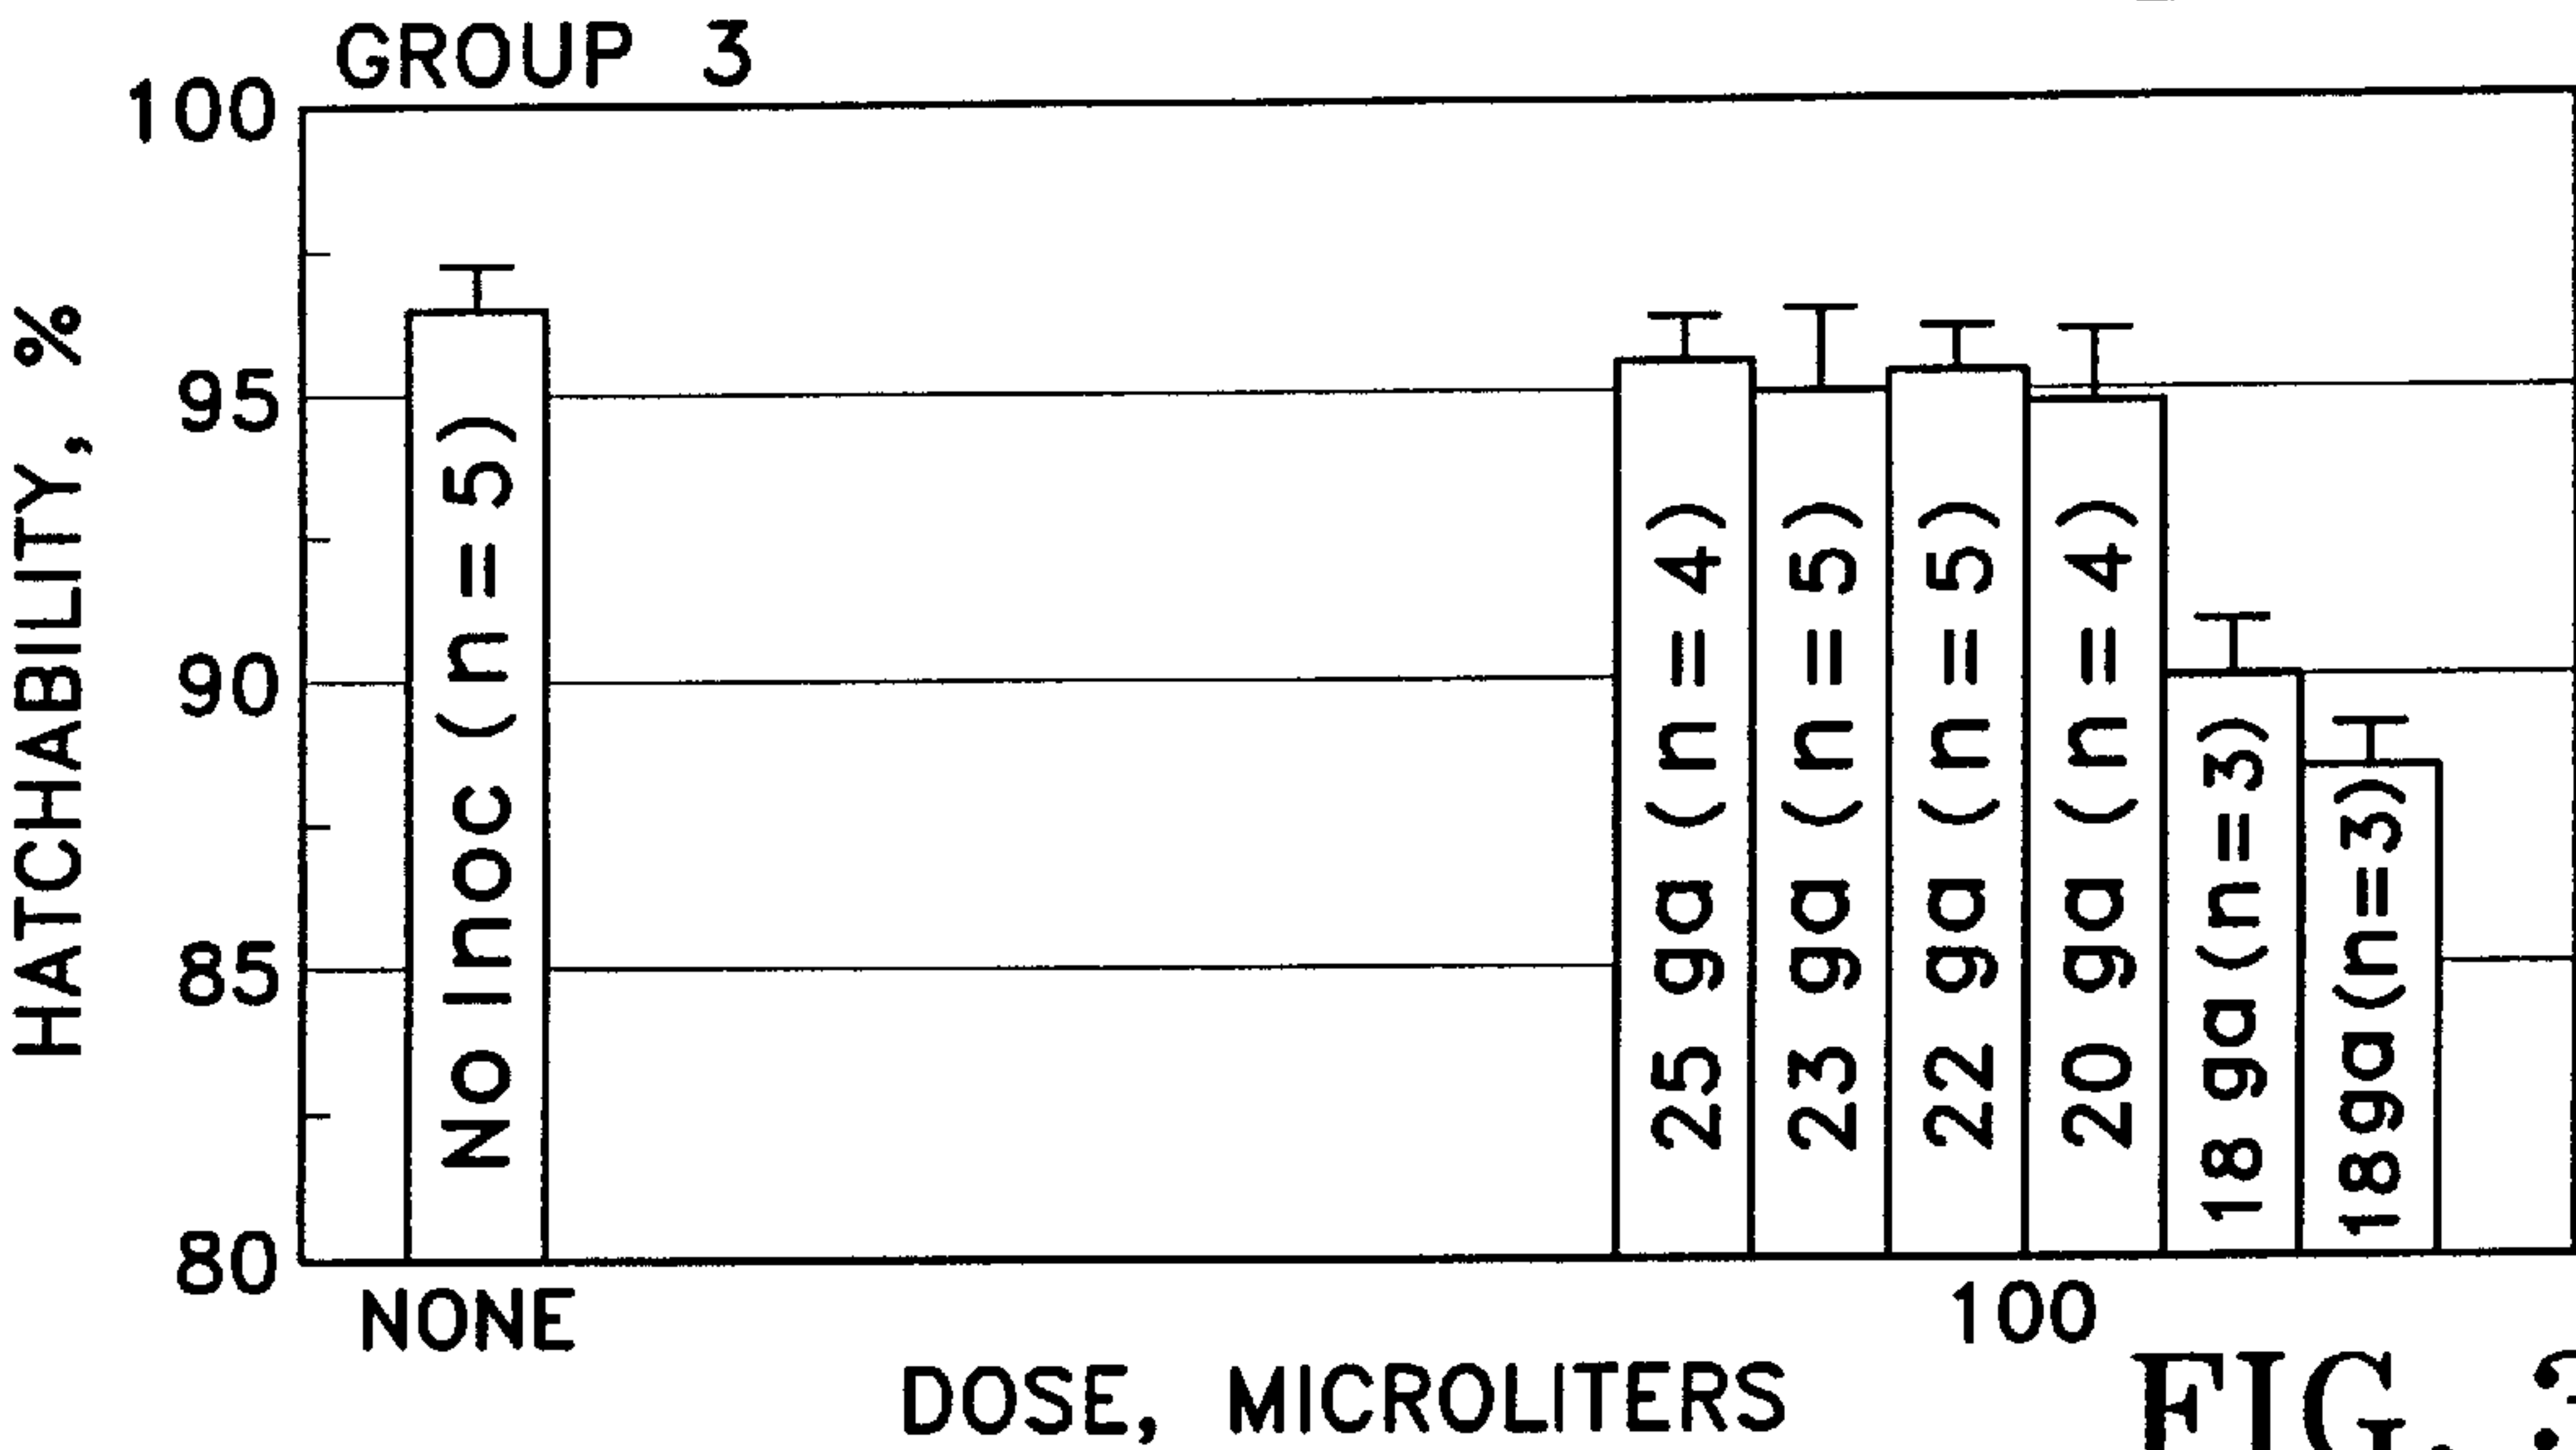 GROUP 3
HATCHABILITY, %
100
95
90
85
80
No Inoc (n=5)
25 ga (n=4)
23 ga (n=5)
22 ga (n=5)
20 ga (n=4)
18 ga (n=3)
18 ga (n=3)
NONE
100
DOSE, MICROLITERS
FIG.